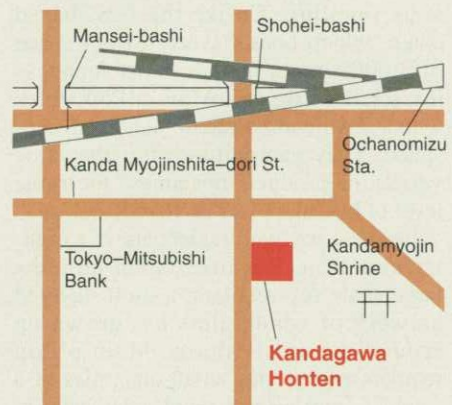 Mansei-bashi
Shohei-bashi
Ochanomizu
Sta.
Kanda Myojinshita–dori St.
Tokyo–Mitsubishi
Bank
Kandamyojin
Shrine
Kandagawa
Honten